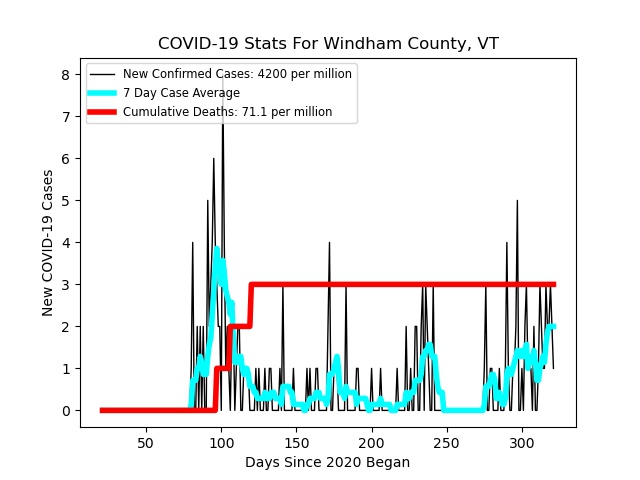 COVID-19 Stats For Windham County, VT
New Confirmed Cases: 4200 per million
7 Day Case Average
Cumulative Deaths: 71.1 per million
New COVID-19 Cases
8
7
6
5
4
3
2
1
0
50 100 150 200 250 300
Days Since 2020 Began